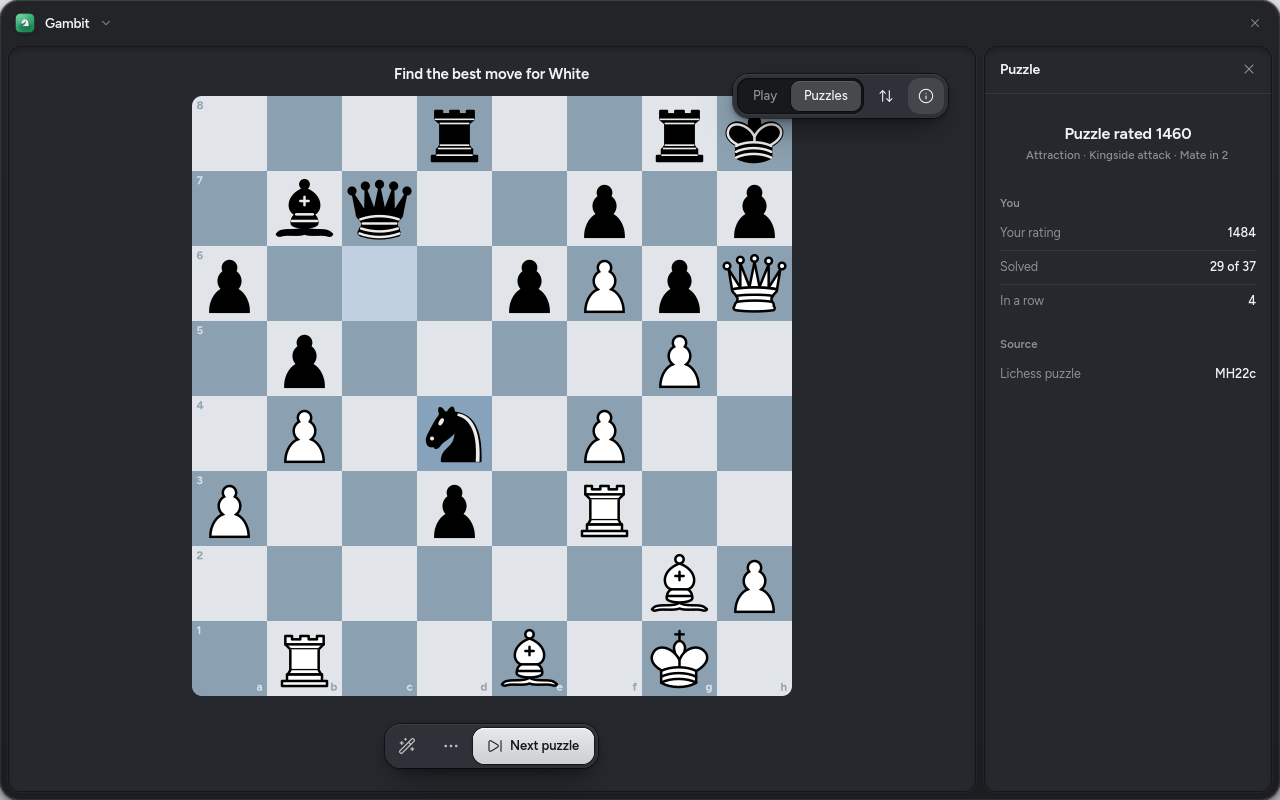 Gambit
Find the best move for White
Play
Puzzles
8
7
6
5
4
3
2
1
a
b
c
d
e
f
g
h
Next puzzle
Puzzle
Puzzle rated 1460
Attraction · Kingside attack · Mate in 2
You
Your rating 1484
Solved 29 of 37
In a row 4
Source
Lichess puzzle MH22c